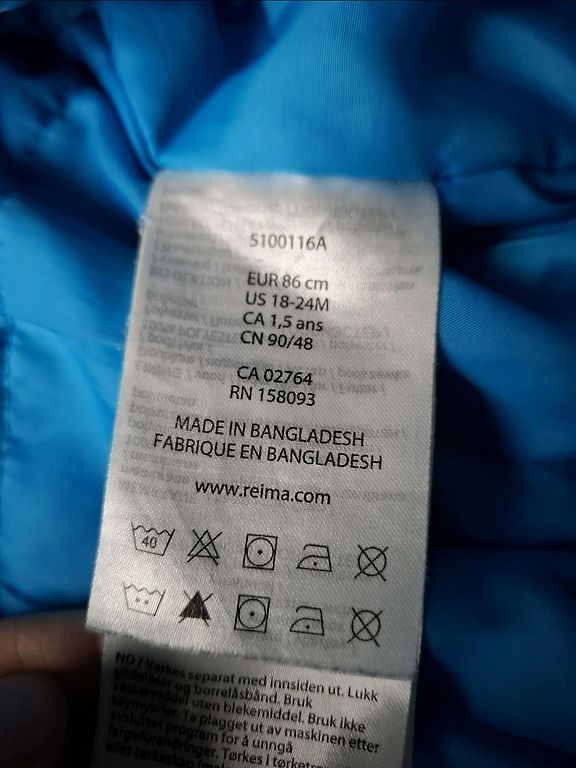 5100116A
EUR 86 cm
US 18-24M
CA 1,5 ans
CN 90/48
CA 02764
RN 158093
MADE IN BANGLADESH
FABRIQUE EN BANGLADESH
www.reima.com
40
NO / Vaskes separat med innsiden ut. Lukk
glidelåser og borrelåsbånd. Bruk
vaskemiddel uten blekemiddel. Bruk ikke
tøymykner. Ta plagget ut av maskinen etter
avsluttet program for å unngå
fargeforandringer. Tørkes i tørketrommel
eller tørkeskap